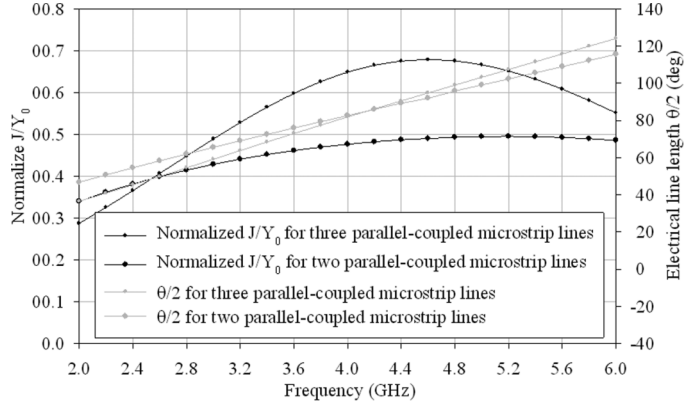 00.8
00.7
00.6
00.5
00.4
00.3
00.2
00.1
0.0
Normalize J/Y0
140
120
100
80
60
40
20
0
-20
-40
Electrical line length θ/2 (deg)
Normalized J/Y0 for three parallel-coupled microstrip lines
Normalized J/Y0 for two parallel-coupled microstrip lines
θ/2 for three parallel-coupled microstrip lines
θ/2 for two parallel-coupled microstrip lines
2.0 2.4 2.8 3.2 3.6 4.0 4.4 4.8 5.2 5.6 6.0
Frequency (GHz)